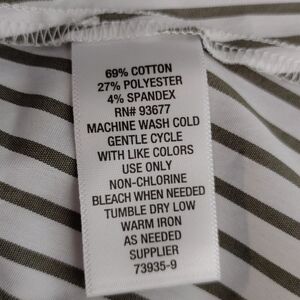 69% COTTON
27% POLYESTER
4% SPANDEX
RN# 93677
MACHINE WASH COLD
GENTLE CYCLE
WITH LIKE COLORS
USE ONLY
NON-CHLORINE
BLEACH WHEN NEEDED
TUMBLE DRY LOW
WARM IRON
AS NEEDED
SUPPLIER
73935-9